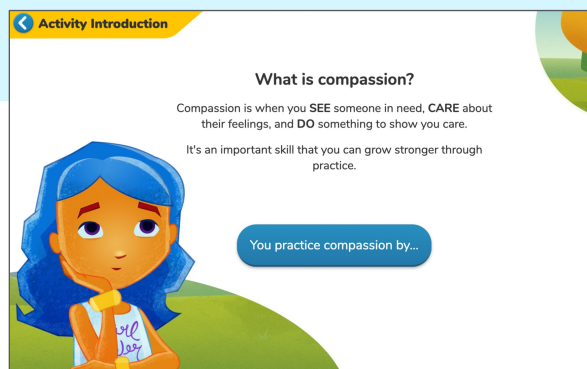 Activity Introduction
What is compassion?
Compassion is when you SEE someone in need, CARE about
their feelings, and DO something to show you care.
It's an important skill that you can grow stronger through
practice.
You practice compassion by...